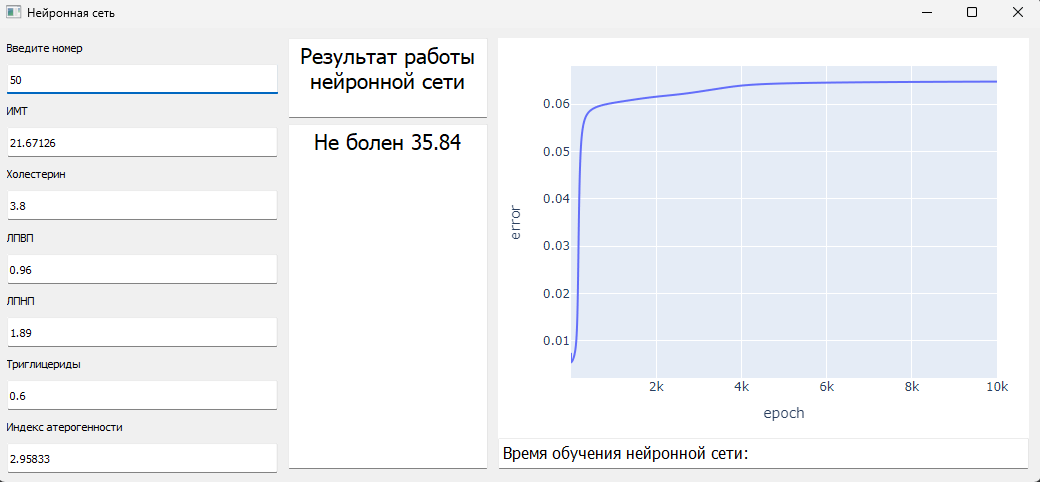 Нейронная сеть
Введите номер
50
ИМТ
21.67126
Холестерин
3.8
ЛПВП
0.96
ЛПНП
1.89
Триглицериды
0.6
Индекс атерогенности
2.95833
Результат работы
нейронной сети
Не болен 35.84
0.06
0.05
0.04
0.03
0.02
0.01
error
2k 4k 6k 8k 10k
epoch
Время обучения нейронной сети: